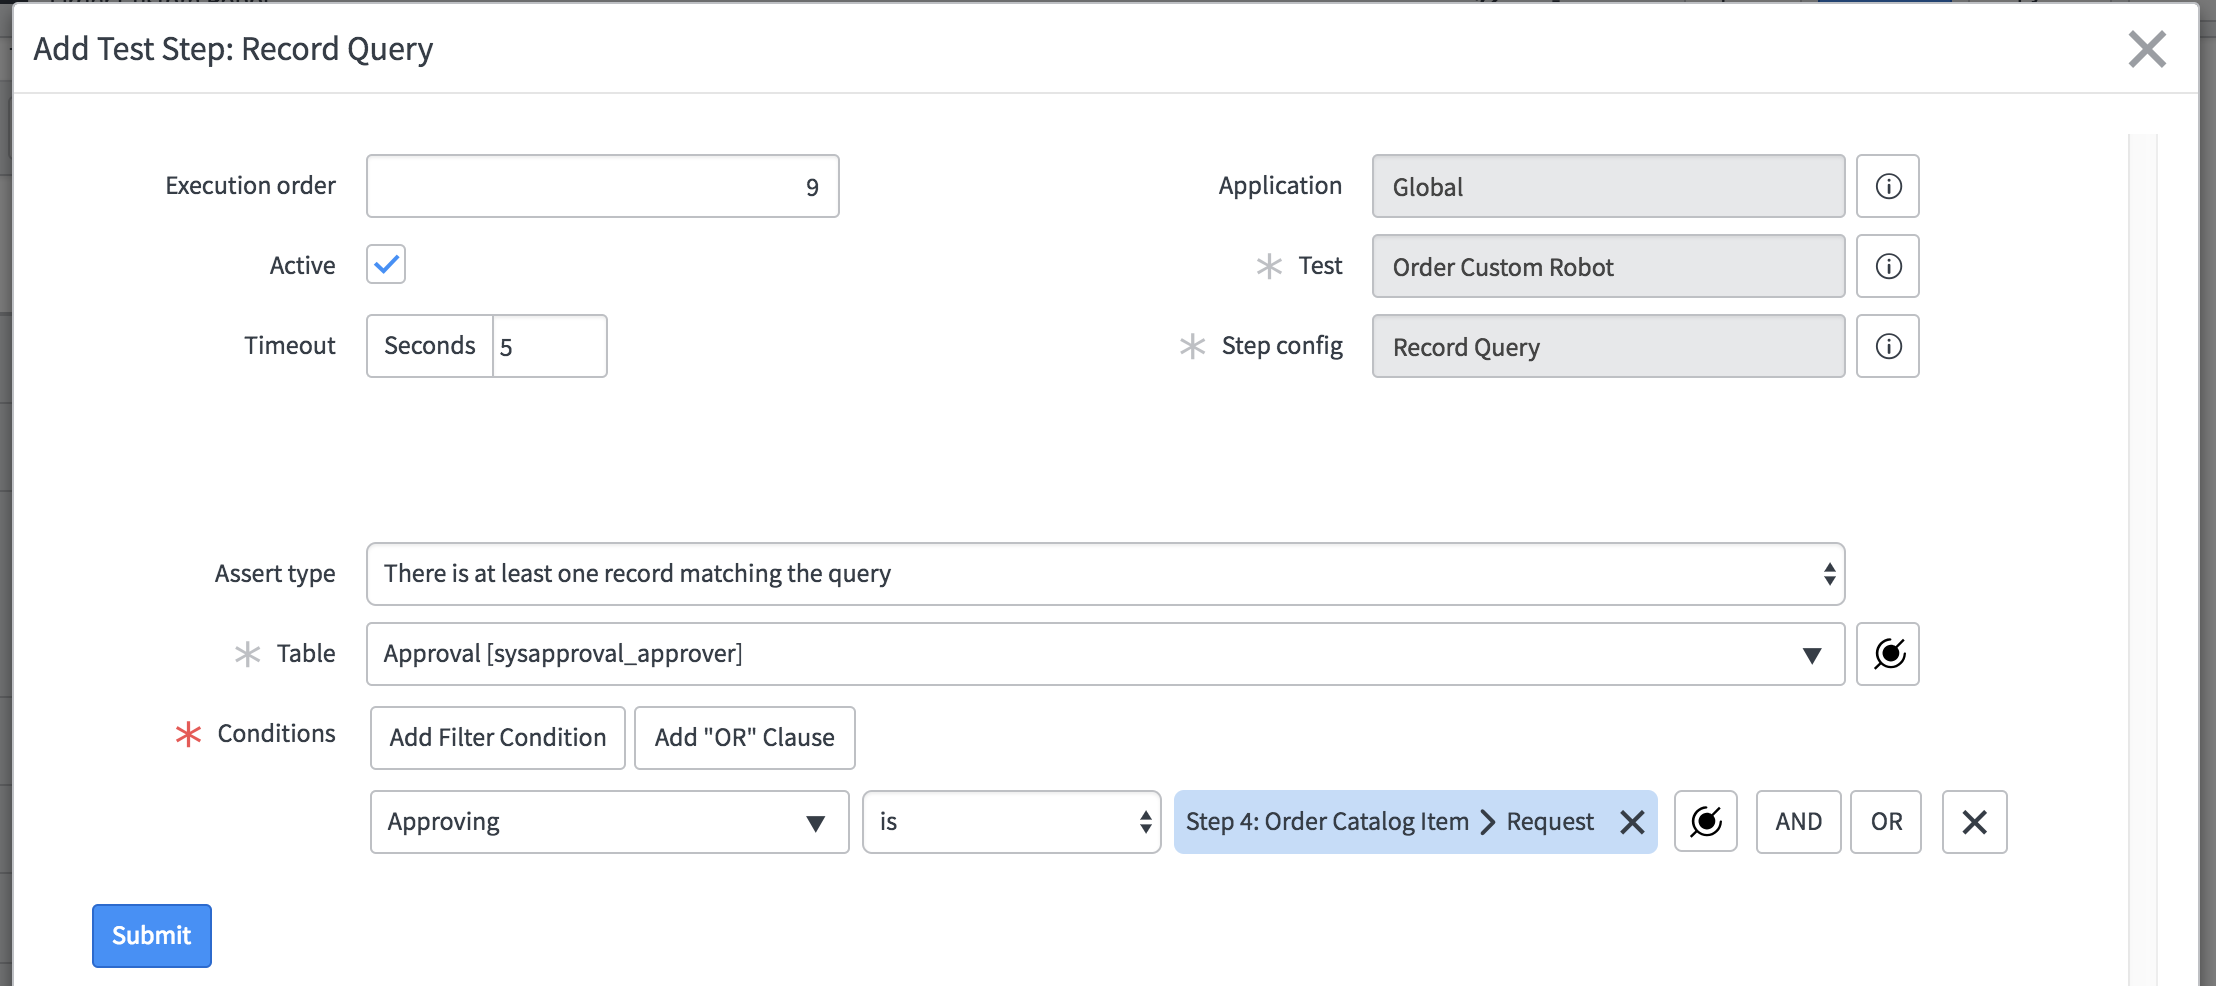 Add Test Step: Record Query
Execution order 9
Application Global
Active
Test Order Custom Robot
Timeout Seconds 5
Step config Record Query
Assert type There is at least one record matching the query
Table Approval [sysapproval_approver]
Conditions Add Filter Condition Add "OR" Clause
Approving is Step 4: Order Catalog Item > Request AND OR
Submit